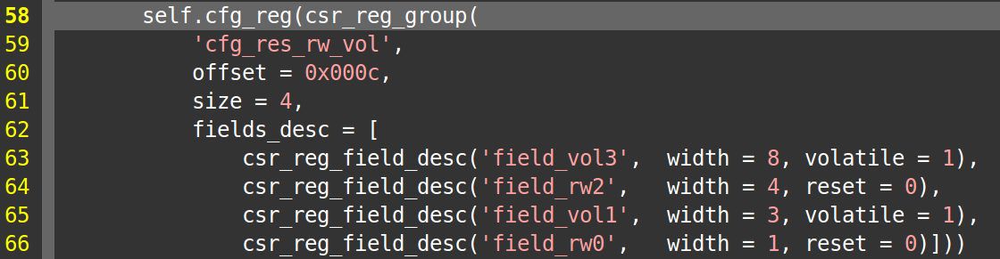 58         self.cfg_reg(csr_reg_group(
59             'cfg_res_rw_vol',
60             offset = 0x000c,
61             size = 4,
62             fields_desc = [
63                 csr_reg_field_desc('field_vol3',  width = 8, volatile = 1),
64                 csr_reg_field_desc('field_rw2',   width = 4, reset = 0),
65                 csr_reg_field_desc('field_vol1',  width = 3, volatile = 1),
66                 csr_reg_field_desc('field_rw0',   width = 1, reset = 0)]))